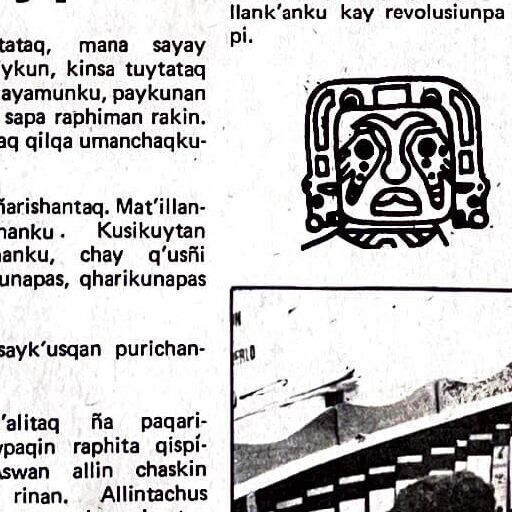 tataq, mana sayay
ykun, kinsa tuytataq
ayamunku, paykunan
sapa raphiman rakin.
aq qilqa umanchaqku-
ñarishantaq. Mat'illan-
nanku. Kusikuytan
anku, chay q'usñi
unapas, qharikunapas
sayk'usqan purichan-
'alitaq ña paqari-
ypaqin raphita qispí-
Aswan allin chaskin
rinan. Allintachus
llank'anku kay revolusiunpa
pi.